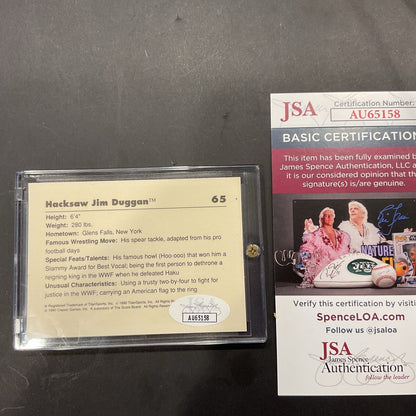 Hacksaw Jim Duggan™ 65
Height: 6'4"
Weight: 280 lbs.
Hometown: Glens Falls, New York
Famous Wrestling Move: His spear tackle, adapted from his pro
football days
Special Feats/Talents: His famous howl (Hoo-ooo) that won him a
Slammy Award for Best Vocal; being the first person to dethrone a
reigning king in the WWF when he defeated Haku
Unusual Characteristics: Using a trusty two-by-four to fight for
justice in the WWF; carrying an American flag to the ring
JSA
AU65158
JSA
Certification Number:
AU65158
BASIC CERTIFICATION
This item has been fully examined by
James Spence Authentication, LLC a
it is our considered opinion that the
signature(s) is/are genuine.
NATURE
Verify this certification by visiting
SpenceLOA.com
Follow us @jsaloa
JSA
James Spence
Authentication
follow the leader